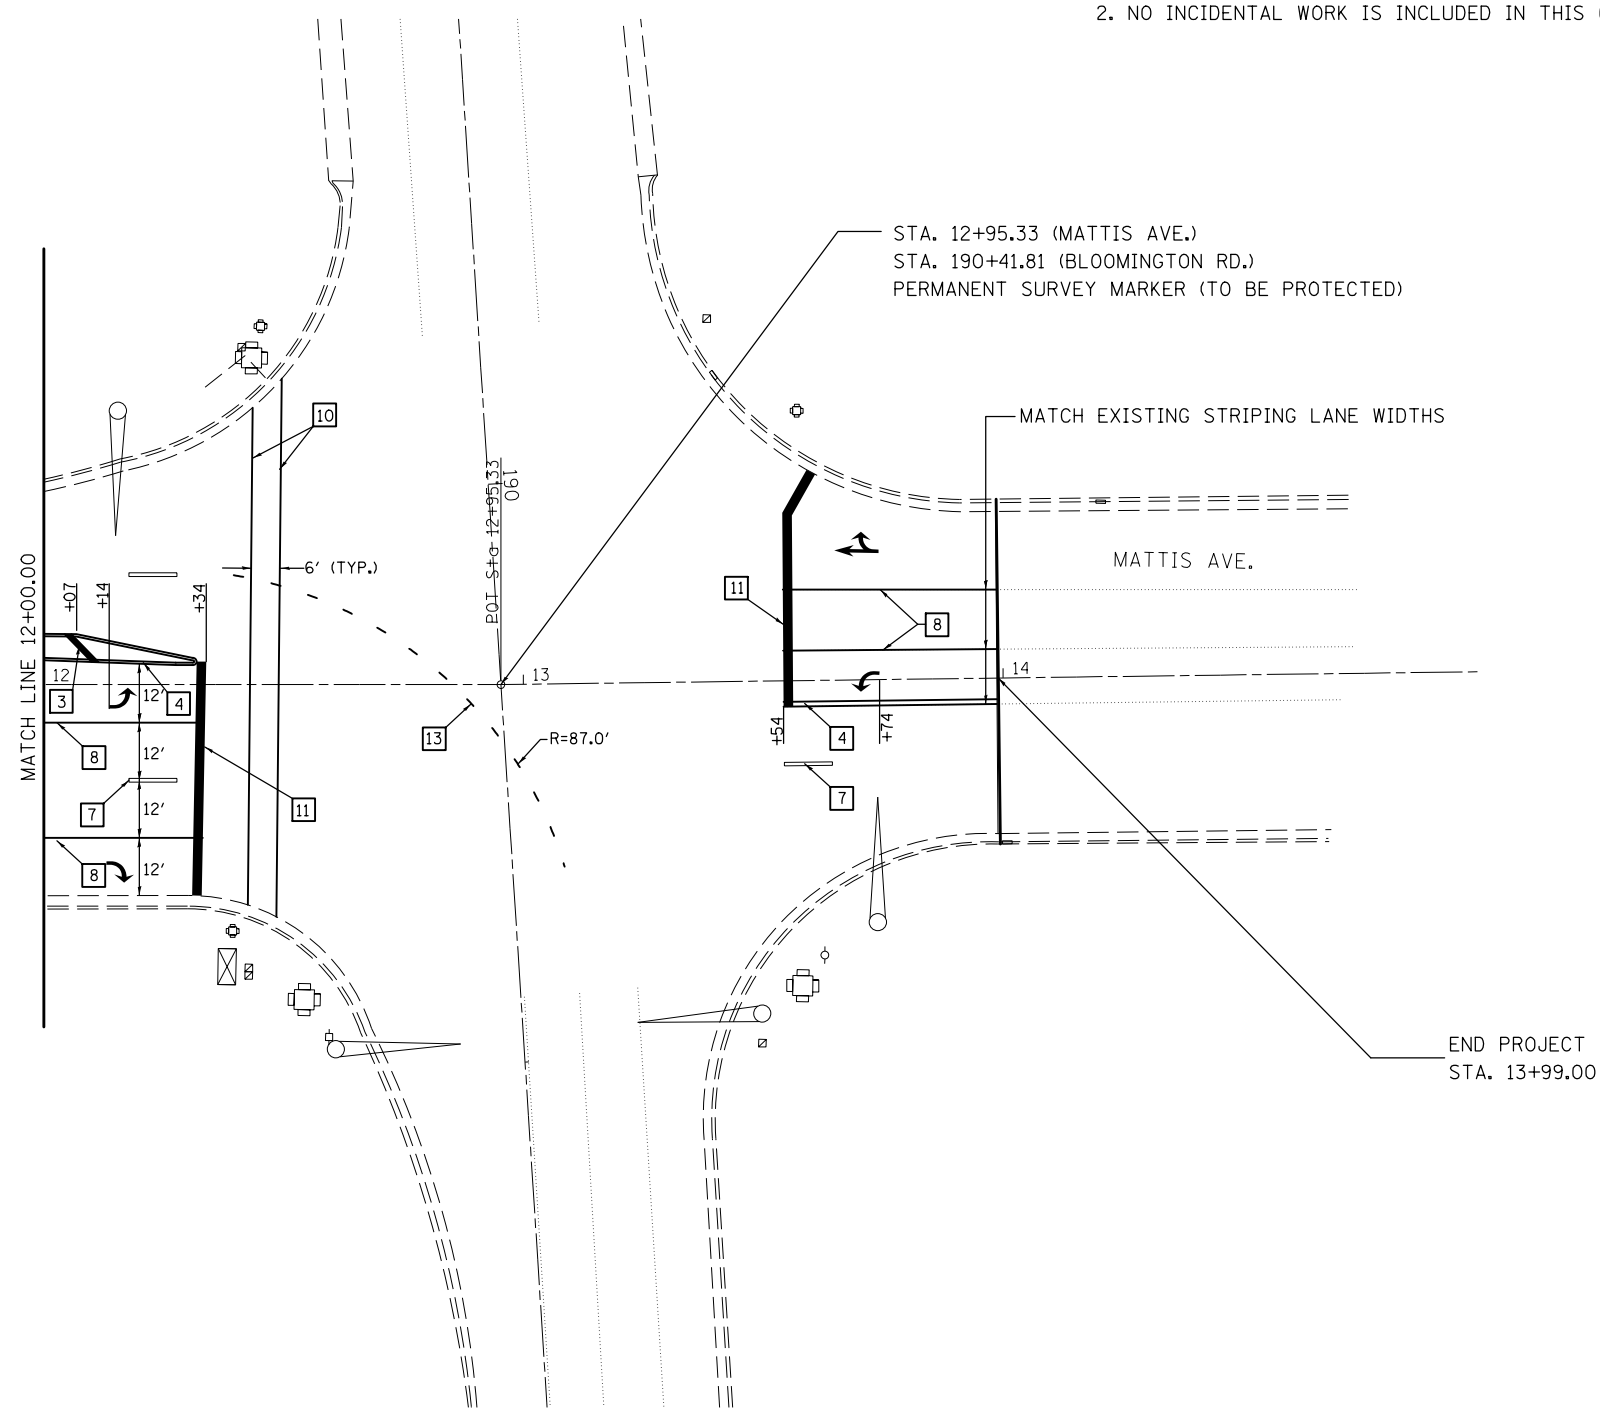 2. NO INCIDENTAL WORK IS INCLUDED IN THIS
STA. 12+95.33 (MATTIS AVE.)
STA. 190+41.81 (BLOOMINGTON RD.)
PERMANENT SURVEY MARKER (TO BE PROTECTED)
10
MATCH EXISTING STRIPING LANE WIDTHS
POT Sta 12+95.33
190
MATCH LINE 12+00.00
6' (TYP.)
MATTIS AVE.
+07
+14
+34
11
8
12
13
14
3
12'
4
13
R=87.0'
+54
4
+74
8
12'
7
7
12'
11
8
12'
END PROJECT
STA. 13+99.00